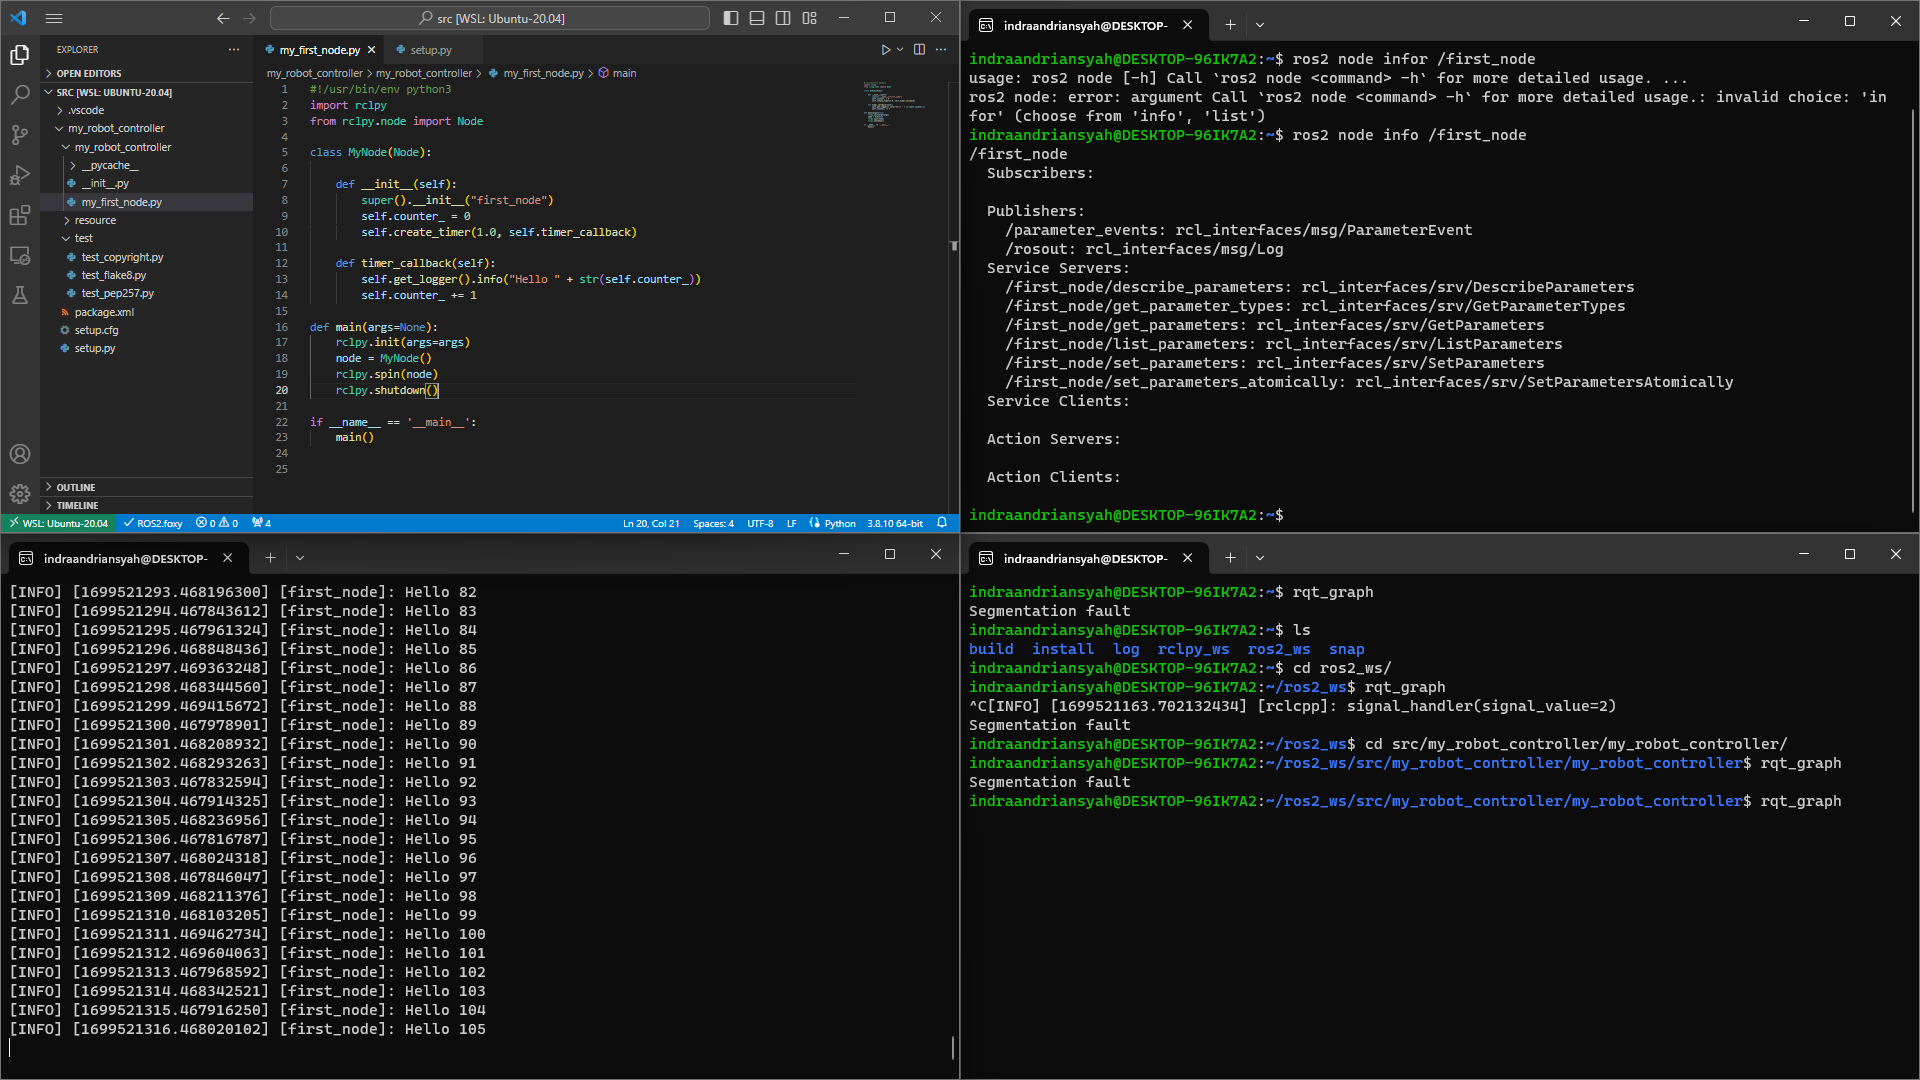 src [WSL: Ubuntu-20.04]
EXPLORER
OPEN EDITORS
SRC [WSL: UBUNTU-20.04]
.vscode
my_robot_controller
my_robot_controller
__pycache__
__init__.py
my_first_node.py
resource
test
test_copyright.py
test_flake8.py
test_pep257.py
package.xml
setup.cfg
setup.py
OUTLINE
TIMELINE
my_first_node.py
setup.py
my_robot_controller > my_robot_controller > my_first_node.py > main
1 #!/usr/bin/env python3
2 import rclpy
3 from rclpy.node import Node
4
5 class MyNode(Node):
6
7 def __init__(self):
8 super().__init__("first_node")
9 self.counter_ = 0
10 self.create_timer(1.0, self.timer_callback)
11
12 def timer_callback(self):
13 self.get_logger().info("Hello " + str(self.counter_))
14 self.counter_ += 1
15
16 def main(args=None):
17 rclpy.init(args=args)
18 node = MyNode()
19 rclpy.spin(node)
20 rclpy.shutdown()
21
22 if __name__ == '__main__':
23 main()
24
25
WSL: Ubuntu-20.04 ROS2.foxy 0 0 4 Ln 20, Col 21 Spaces: 4 UTF-8 LF Python 3.8.10 64-bit
indraandriansyah@DESKTOP-
indraandriansyah@DESKTOP-96IK7A2:~$ ros2 node infor /first_node
usage: ros2 node [-h] Call `ros2 node <command> -h` for more detailed usage. ...
ros2 node: error: argument Call `ros2 node <command> -h` for more detailed usage.: invalid choice: 'in
for' (choose from 'info', 'list')
indraandriansyah@DESKTOP-96IK7A2:~$ ros2 node info /first_node
/first_node
Subscribers:
Publishers:
/parameter_events: rcl_interfaces/msg/ParameterEvent
/rosout: rcl_interfaces/msg/Log
Service Servers:
/first_node/describe_parameters: rcl_interfaces/srv/DescribeParameters
/first_node/get_parameter_types: rcl_interfaces/srv/GetParameterTypes
/first_node/get_parameters: rcl_interfaces/srv/GetParameters
/first_node/list_parameters: rcl_interfaces/srv/ListParameters
/first_node/set_parameters: rcl_interfaces/srv/SetParameters
/first_node/set_parameters_atomically: rcl_interfaces/srv/SetParametersAtomically
Service Clients:
Action Servers:
Action Clients:
indraandriansyah@DESKTOP-96IK7A2:~$
indraandriansyah@DESKTOP-
[INFO] [1699521293.468196300] [first_node]: Hello 82
[INFO] [1699521294.467843612] [first_node]: Hello 83
[INFO] [1699521295.467961324] [first_node]: Hello 84
[INFO] [1699521296.468848436] [first_node]: Hello 85
[INFO] [1699521297.469363248] [first_node]: Hello 86
[INFO] [1699521298.468344560] [first_node]: Hello 87
[INFO] [1699521299.469415672] [first_node]: Hello 88
[INFO] [1699521300.467978901] [first_node]: Hello 89
[INFO] [1699521301.468208932] [first_node]: Hello 90
[INFO] [1699521302.468293263] [first_node]: Hello 91
[INFO] [1699521303.467832594] [first_node]: Hello 92
[INFO] [1699521304.467914325] [first_node]: Hello 93
[INFO] [1699521305.468236956] [first_node]: Hello 94
[INFO] [1699521306.467816787] [first_node]: Hello 95
[INFO] [1699521307.468024318] [first_node]: Hello 96
[INFO] [1699521308.467846047] [first_node]: Hello 97
[INFO] [1699521309.468211376] [first_node]: Hello 98
[INFO] [1699521310.468103205] [first_node]: Hello 99
[INFO] [1699521311.469462734] [first_node]: Hello 100
[INFO] [1699521312.469604063] [first_node]: Hello 101
[INFO] [1699521313.467968592] [first_node]: Hello 102
[INFO] [1699521314.468342521] [first_node]: Hello 103
[INFO] [1699521315.467916250] [first_node]: Hello 104
[INFO] [1699521316.468020102] [first_node]: Hello 105
indraandriansyah@DESKTOP-
indraandriansyah@DESKTOP-96IK7A2:~$ rqt_graph
Segmentation fault
indraandriansyah@DESKTOP-96IK7A2:~$ ls
build install log rclpy_ws ros2_ws snap
indraandriansyah@DESKTOP-96IK7A2:~$ cd ros2_ws/
indraandriansyah@DESKTOP-96IK7A2:~/ros2_ws$ rqt_graph
^C[INFO] [1699521163.702132434] [rclcpp]: signal_handler(signal_value=2)
Segmentation fault
indraandriansyah@DESKTOP-96IK7A2:~/ros2_ws$ cd src/my_robot_controller/my_robot_controller/
indraandriansyah@DESKTOP-96IK7A2:~/ros2_ws/src/my_robot_controller/my_robot_controller$ rqt_graph
Segmentation fault
indraandriansyah@DESKTOP-96IK7A2:~/ros2_ws/src/my_robot_controller/my_robot_controller$ rqt_graph